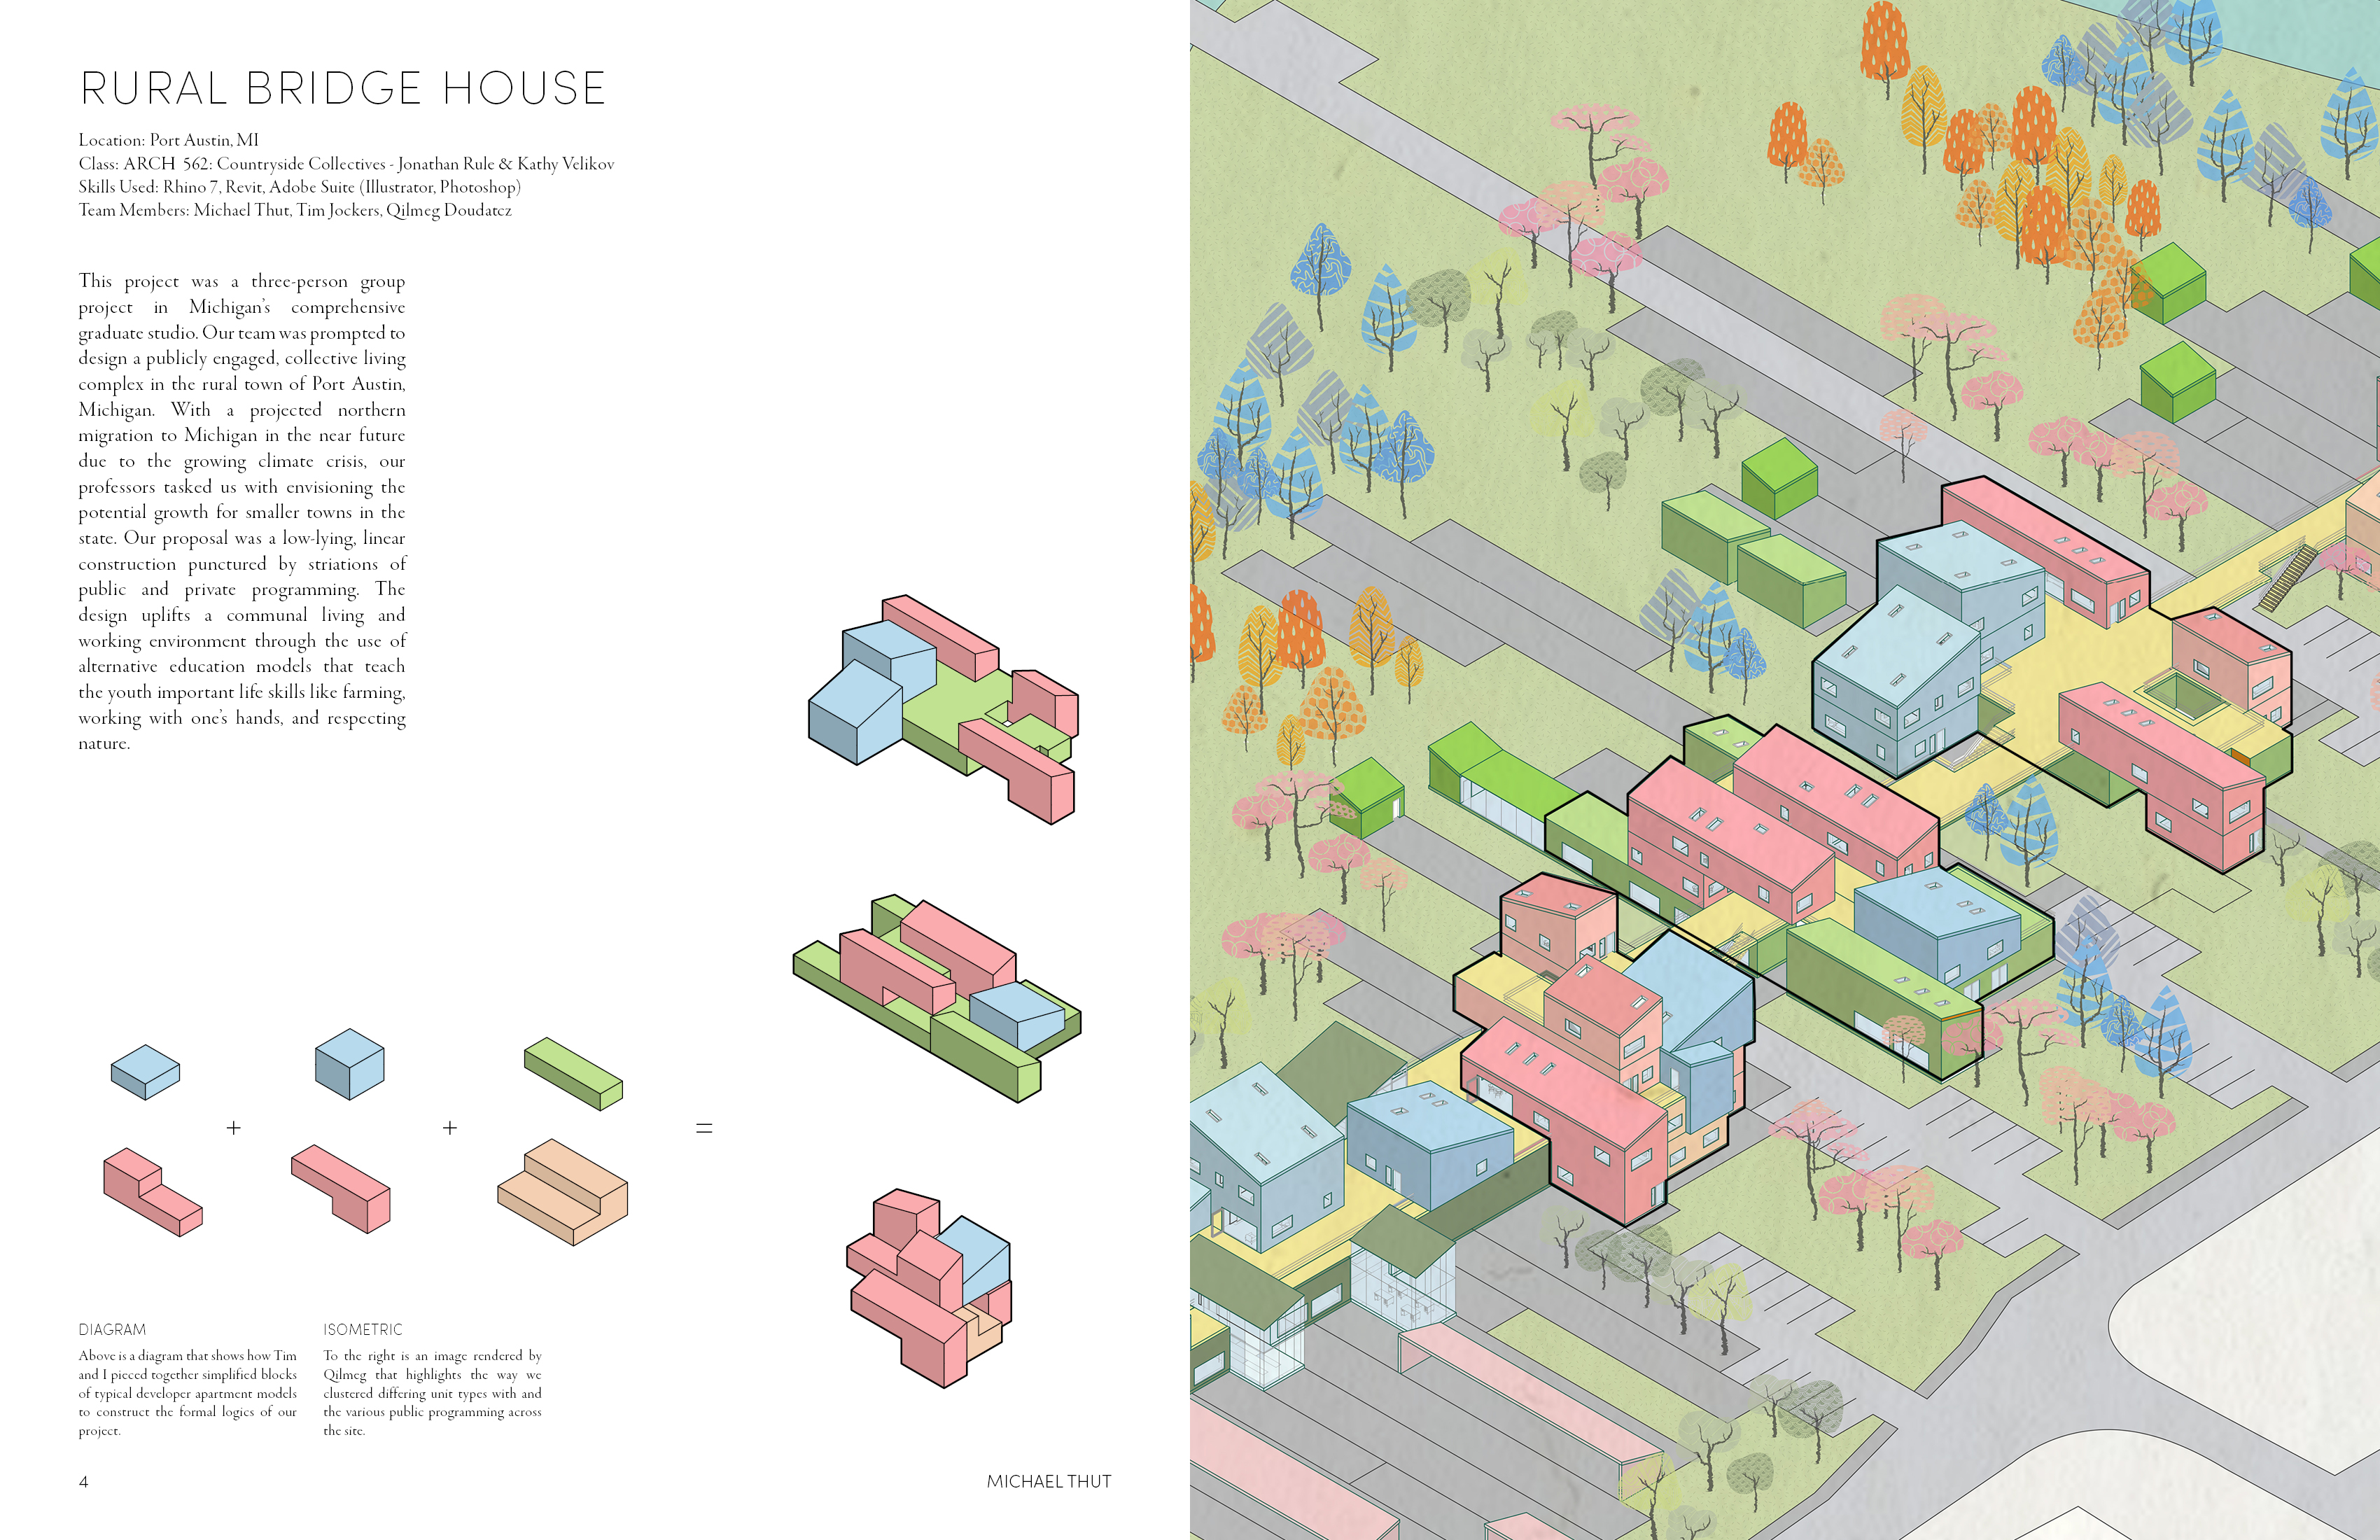 RURAL BRIDGE HOUSE
Location: Port Austin, MI
Class: ARCH 562: Countryside Collectives - Jonathan Rule & Kathy Velikov
Skills Used: Rhino 7, Revit, Adobe Suite (Illustrator, Photoshop)
Team Members: Michael Thut, Tim Jockers, Qilmeg Doudatcz
This project was a three-person group
project in Michigan's comprehensive
graduate studio. Our team was prompted to
design a publicly engaged, collective living
complex in the rural town of Port Austin,
Michigan. With a projected northern
migration to Michigan in the near future
due to the growing climate crisis, our
professors tasked us with envisioning the
potential growth for smaller towns in the
state. Our proposal was a low-lying, linear
construction punctured by striations of
public and private programming. The
design uplifts a communal living and
working environment through the use of
alternative education models that teach
the youth important life skills like farming,
working with one's hands, and respecting
nature.
+ + =
DIAGRAM
Above is a diagram that shows how Tim
and I pieced together simplified blocks
of typical developer apartment models
to construct the formal logics of our
project.
ISOMETRIC
To the right is an image rendered by
Qilmeg that highlights the way we
clustered differing unit types with and
the various public programming across
the site.
4
MICHAEL THUT